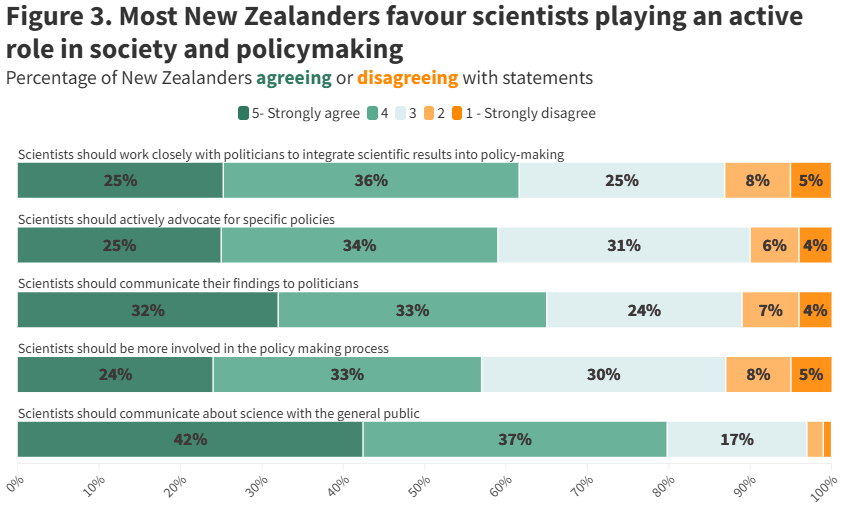 Figure 3. Most New Zealanders favour scientists playing an active
role in society and policymaking
Percentage of New Zealanders agreeing or disagreeing with statements
5- Strongly agree 4 3 2 1 - Strongly disagree
Scientists should work closely with politicians to integrate scientific results into policy-making
25% 36% 25% 8% 5%
Scientists should actively advocate for specific policies
25% 34% 31% 6% 4%
Scientists should communicate their findings to politicians
32% 33% 24% 7% 4%
Scientists should be more involved in the policy making process
24% 33% 30% 8% 5%
Scientists should communicate about science with the general public
42% 37% 17%
0% 10% 20% 30% 40% 50% 60% 70% 80% 90% 100%